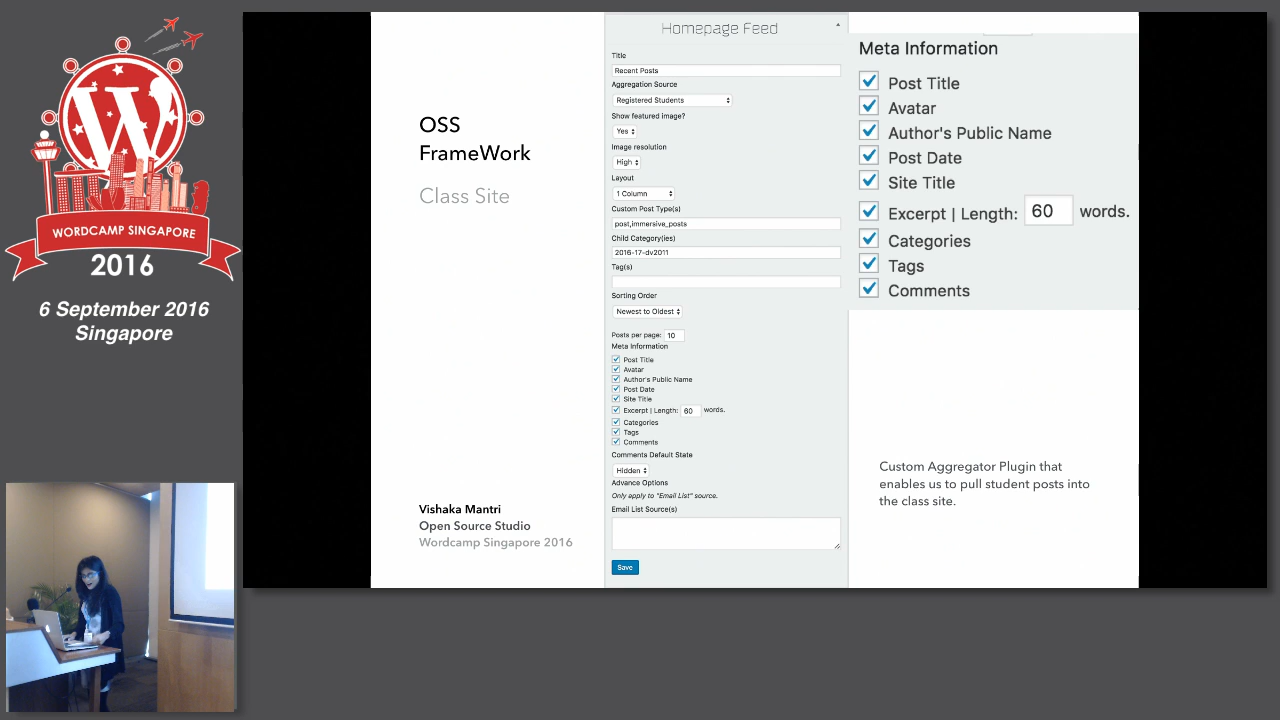 WORDCAMP SINGAPORE
2016
6 September 2016
Singapore
OSS
FrameWork
Class Site
Vishaka Mantri
Open Source Studio
Wordcamp Singapore 2016
Homepage Feed
Title
Recent Posts
Aggregation Source
Registered Students
Show featured image?
Yes
Image resolution
High
Layout
1 Column
Custom Post Type(s)
post,immersive_posts
Child Category(ies)
2016-17-dv2011
Tag(s)
Sorting Order
Newest to Oldest
Posts per page: 10
Meta Information
Post Title
Avatar
Author's Public Name
Post Date
Site Title
Excerpt | Length: 60 words.
Categories
Tags
Comments
Comments Default State
Hidden
Advance Options
Only apply to "Email List" source.
Email List Source(s)
Save
Meta Information
Post Title
Avatar
Author's Public Name
Post Date
Site Title
Excerpt | Length: 60 words.
Categories
Tags
Comments
Custom Aggregator Plugin that
enables us to pull student posts into
the class site.